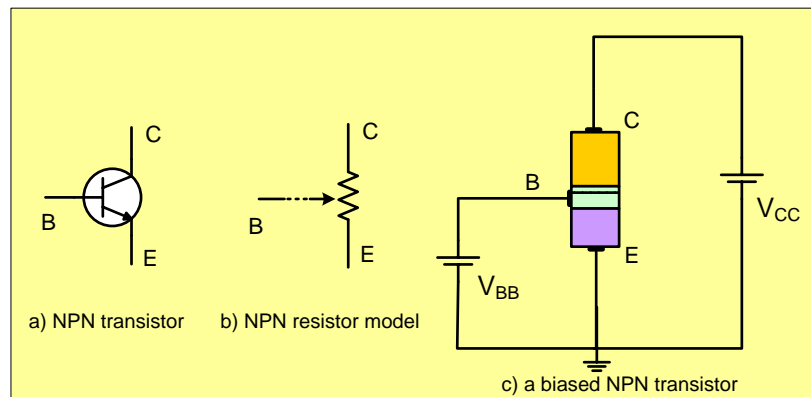 C
B
E
a) NPN transistor
C
B
E
b) NPN resistor model
C
B
E
V_BB
V_CC
c) a biased NPN transistor